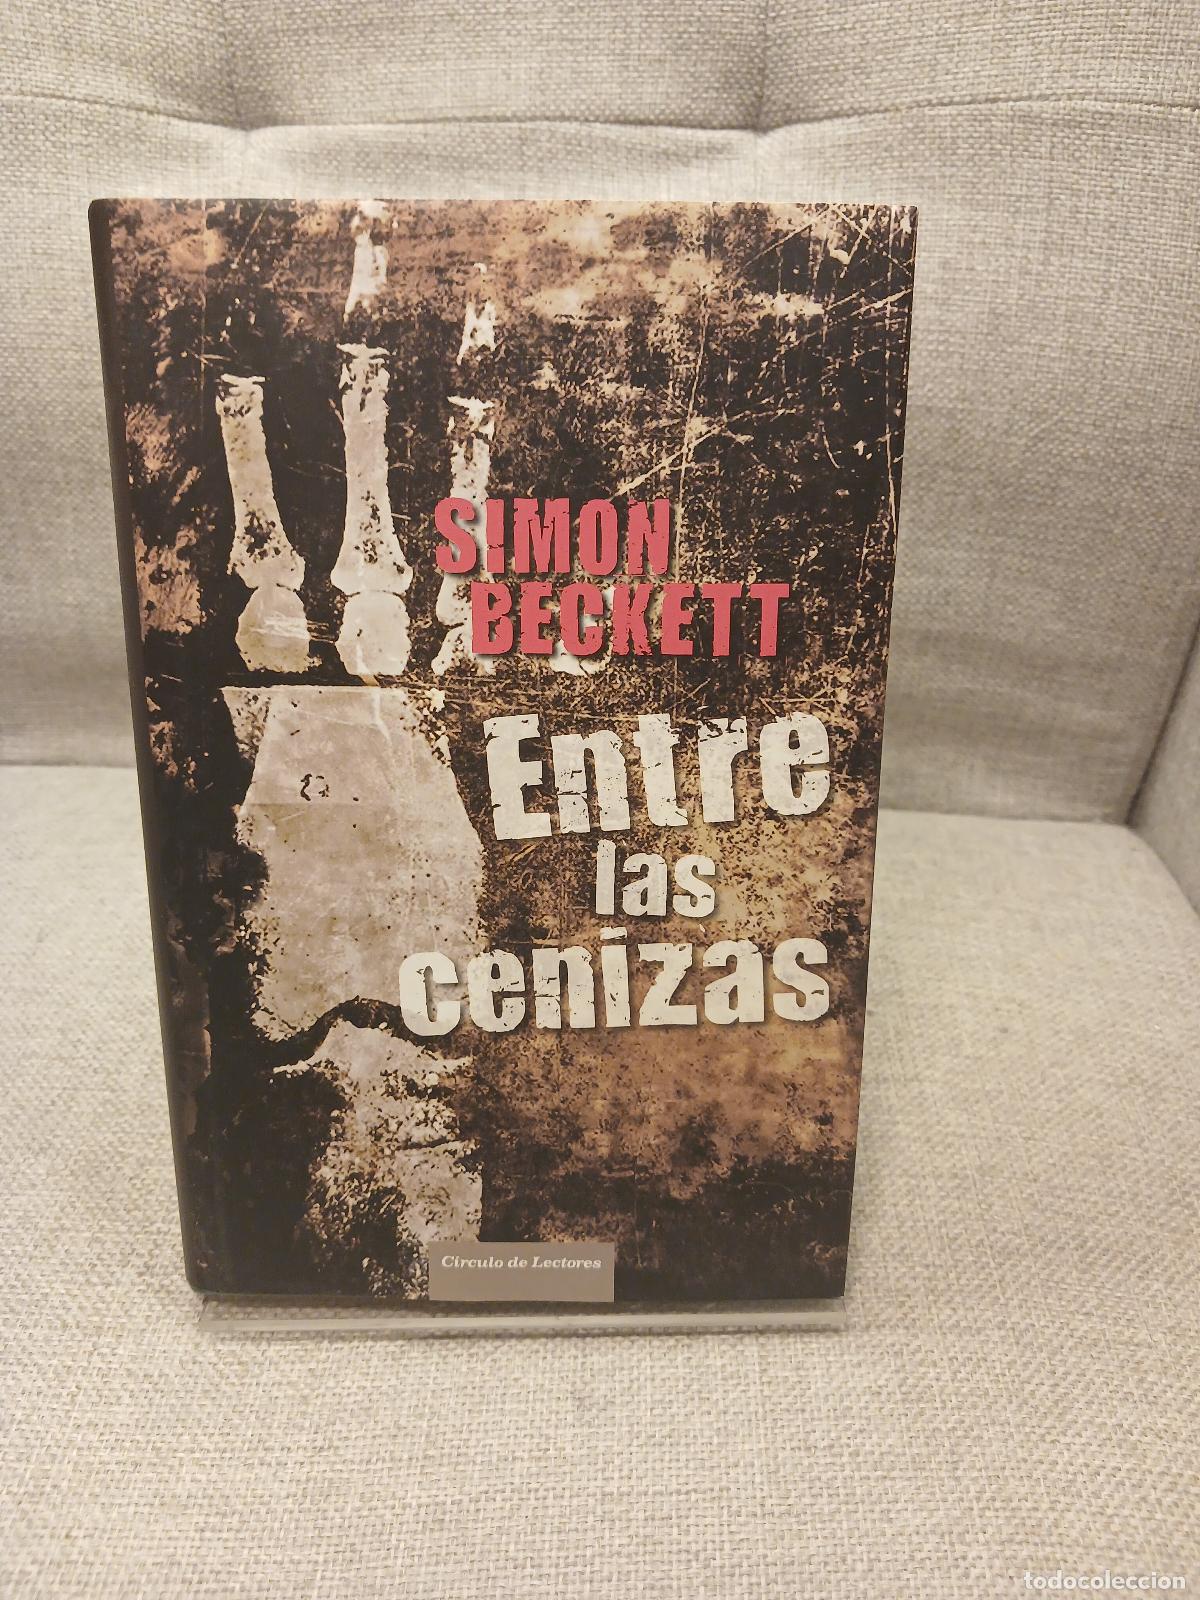 SIMON
BECKETT
Entre
las
cenizas
Círculo de Lectores
todocoleccion